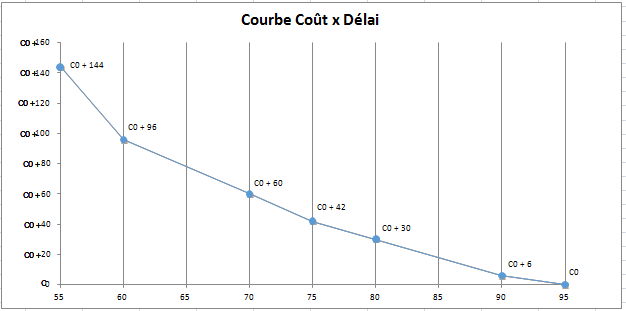 Courbe Coût x Délai
C0 +160
C0 +140
C0 +120
C0 +100
C0 + 80
C0 + 60
C0 + 40
C0 + 20
C0
C0 + 144
C0 + 96
C0 + 60
C0 + 42
C0 + 30
C0 + 6
C0
55 60 65 70 75 80 85 90 95